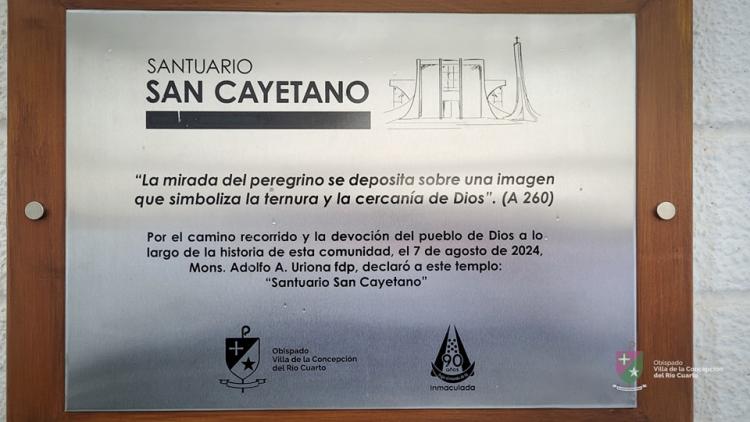 SANTUARIO
SAN CAYETANO
“La mirada del peregrino se deposita sobre una imagen
que simboliza la ternura y la cercanía de Dios”. (A 260)
Por el camino recorrido y la devoción del pueblo de Dios a lo
largo de la historia de esta comunidad, el 7 de agosto de 2024,
Mons. Adolfo A. Uriona fdp, declaró a este templo:
“Santuario San Cayetano”
Obispado
Villa de la Concepción
del Río Cuarto
90
años
Inmaculada
Obispado
Villa de la Concepción
del Río Cuarto